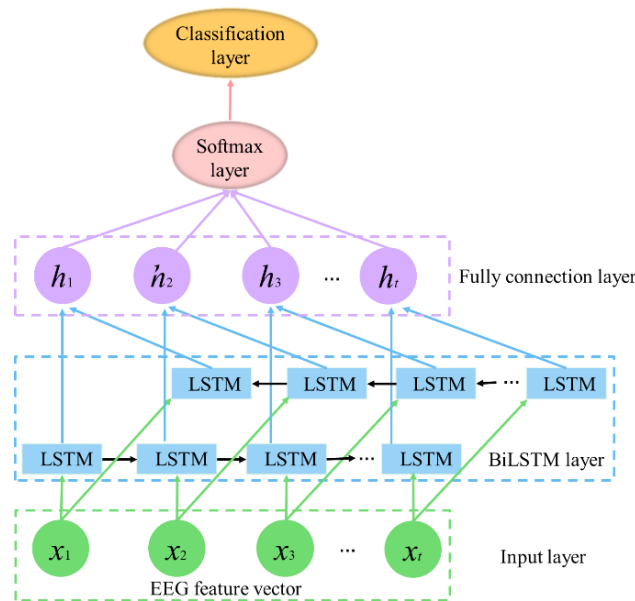 Classification
layer
Softmax
layer
h1 'n2 h3 ... ht
Fully connection layer
LSTM LSTM LSTM ... LSTM
LSTM LSTM LSTM ... LSTM
BiLSTM layer
x1 x2 x3 ... xt
Input layer
EEG feature vector